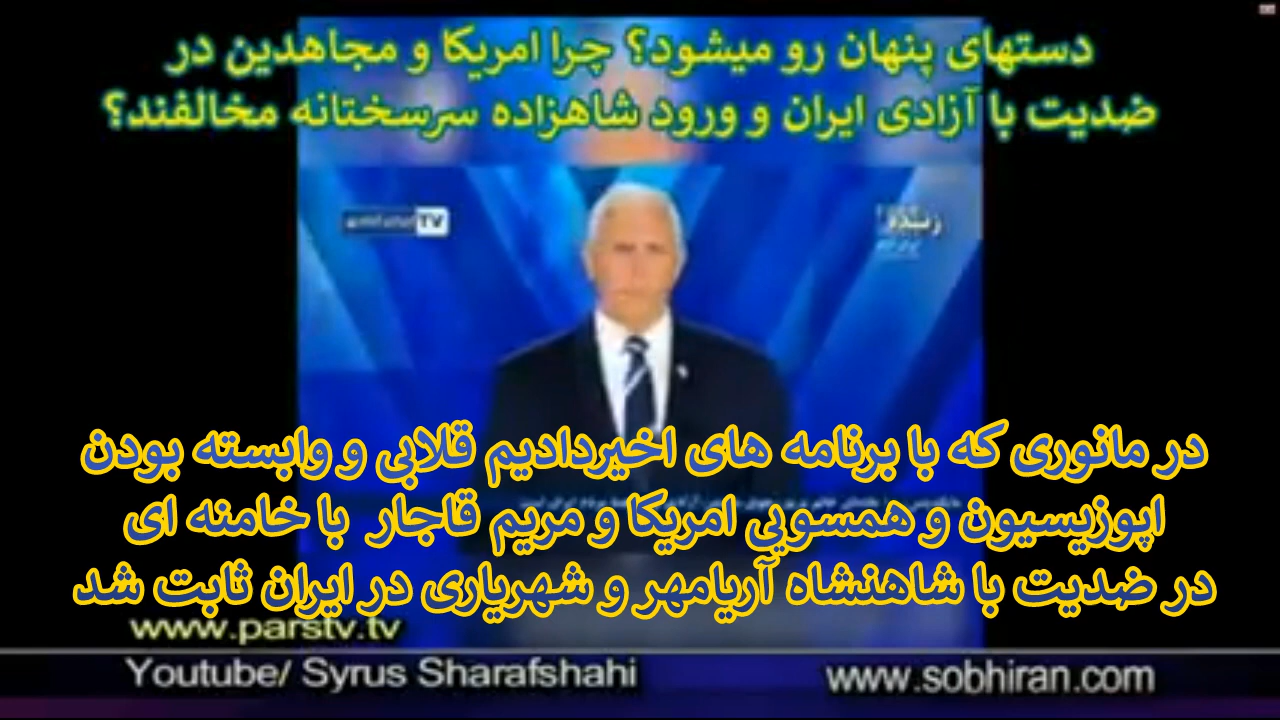 دستهای پنهان رو میشود؟ چرا امریکا و مجاهدین در
ضدیت با آزادی ایران و ورود شاهزاده سرسختانه مخالفند؟
TV
زنده
در مانوری که با برنامه های اخیردادیم قلابی و وابسته بودن
اپوزیسیون و همسویی امریکا و مریم قاجار با خامنه ای
در ضدیت با شاهنشاه آریامهر و شهریاری در ایران ثابت شد
www.parstv.tv
Youtube/ Syrus Sharafshahi
www.sobhiran.com